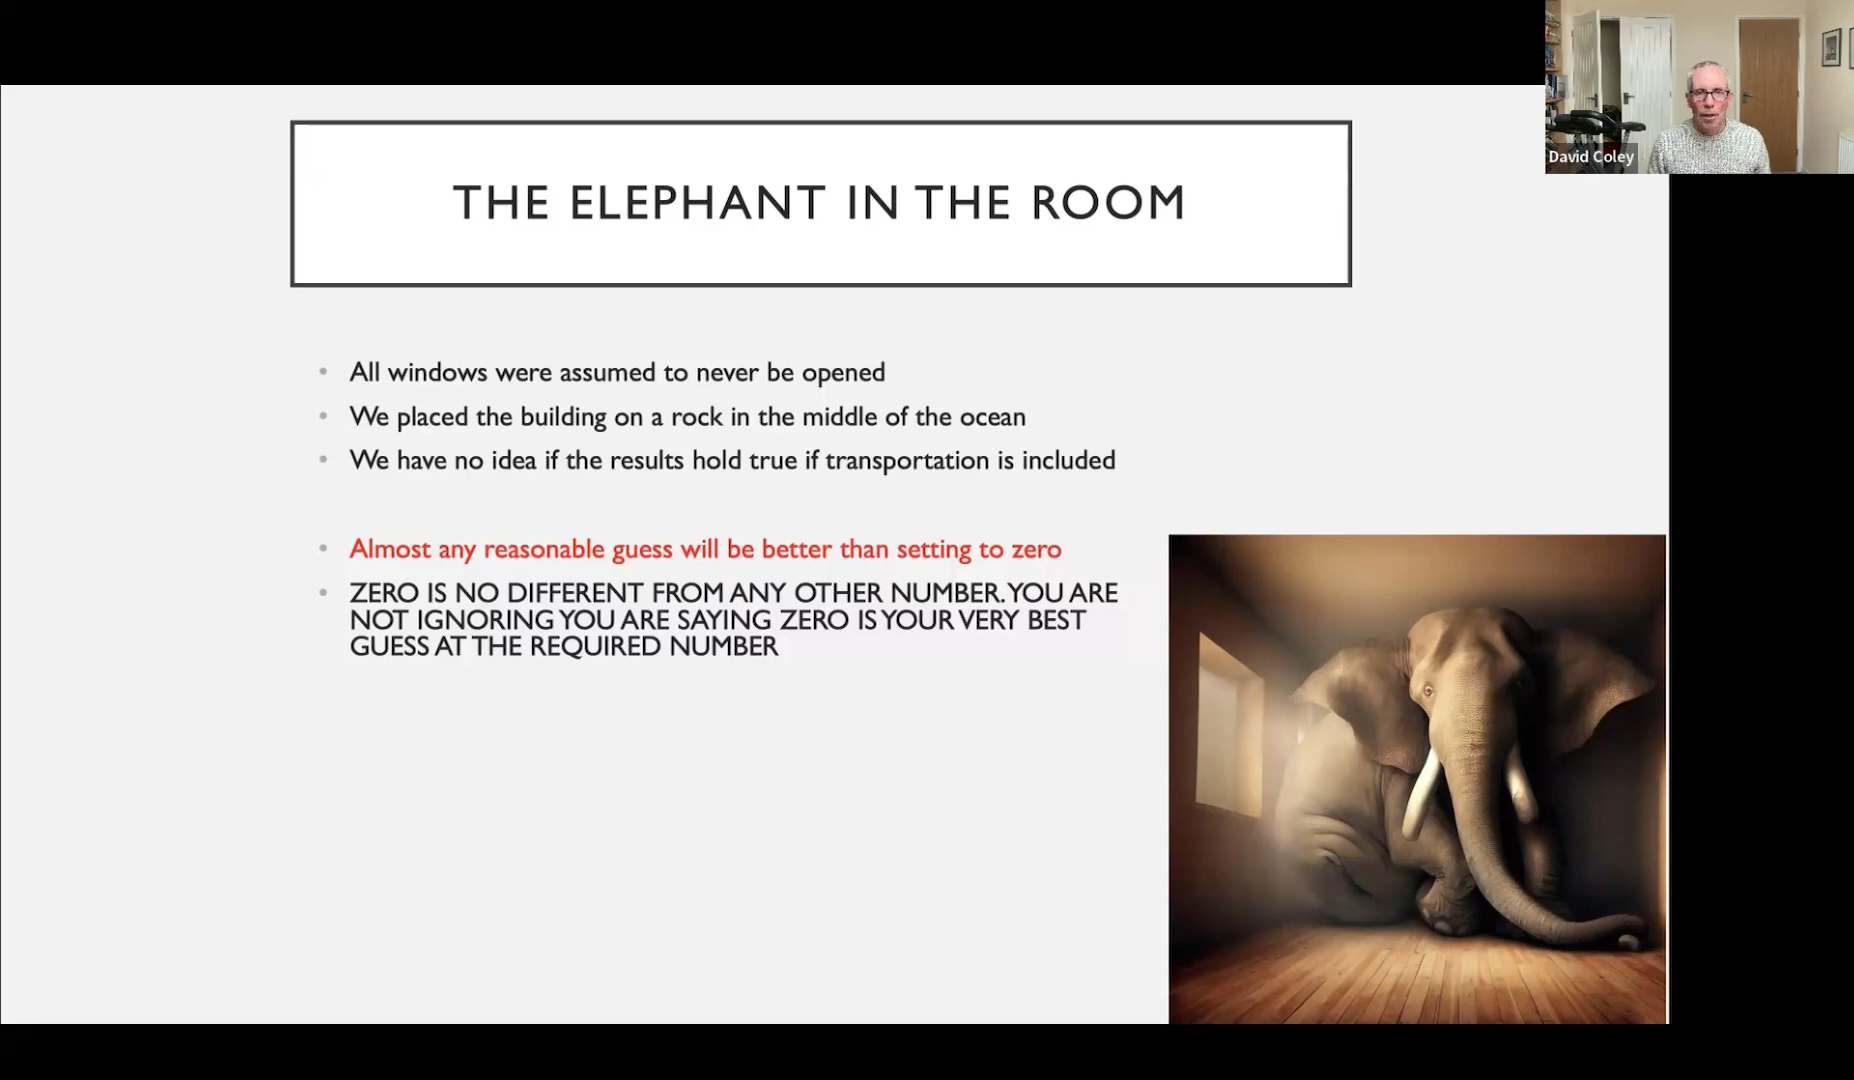 THE ELEPHANT IN THE ROOM
David Coley
All windows were assumed to never be opened
We placed the building on a rock in the middle of the ocean
We have no idea if the results hold true if transportation is included
Almost any reasonable guess will be better than setting to zero
ZERO IS NO DIFFERENT FROM ANY OTHER NUMBER. YOU ARE
NOT IGNORING YOU ARE SAYING ZERO IS YOUR VERY BEST
GUESS AT THE REQUIRED NUMBER